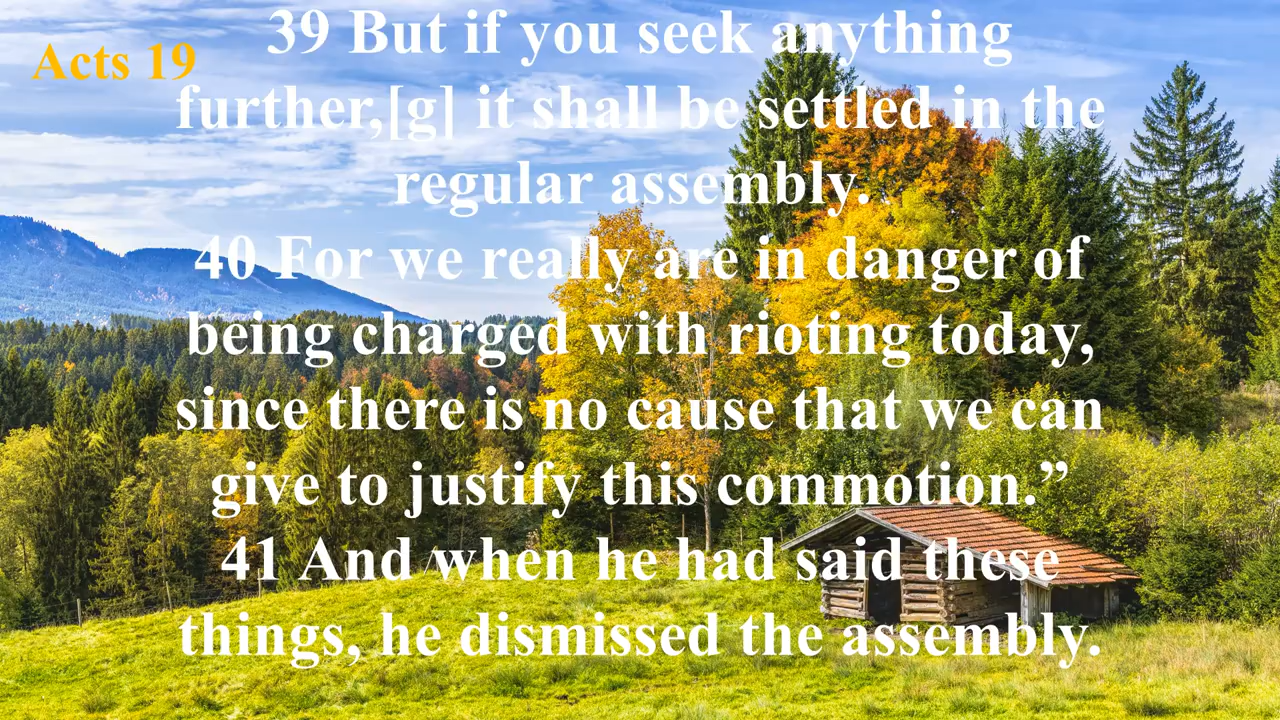 Acts 19
39 But if you seek anything
further,[g] it shall be settled in the
regular assembly.
40 For we really are in danger of
being charged with rioting today,
since there is no cause that we can
give to justify this commotion.”
41 And when he had said these
things, he dismissed the assembly.